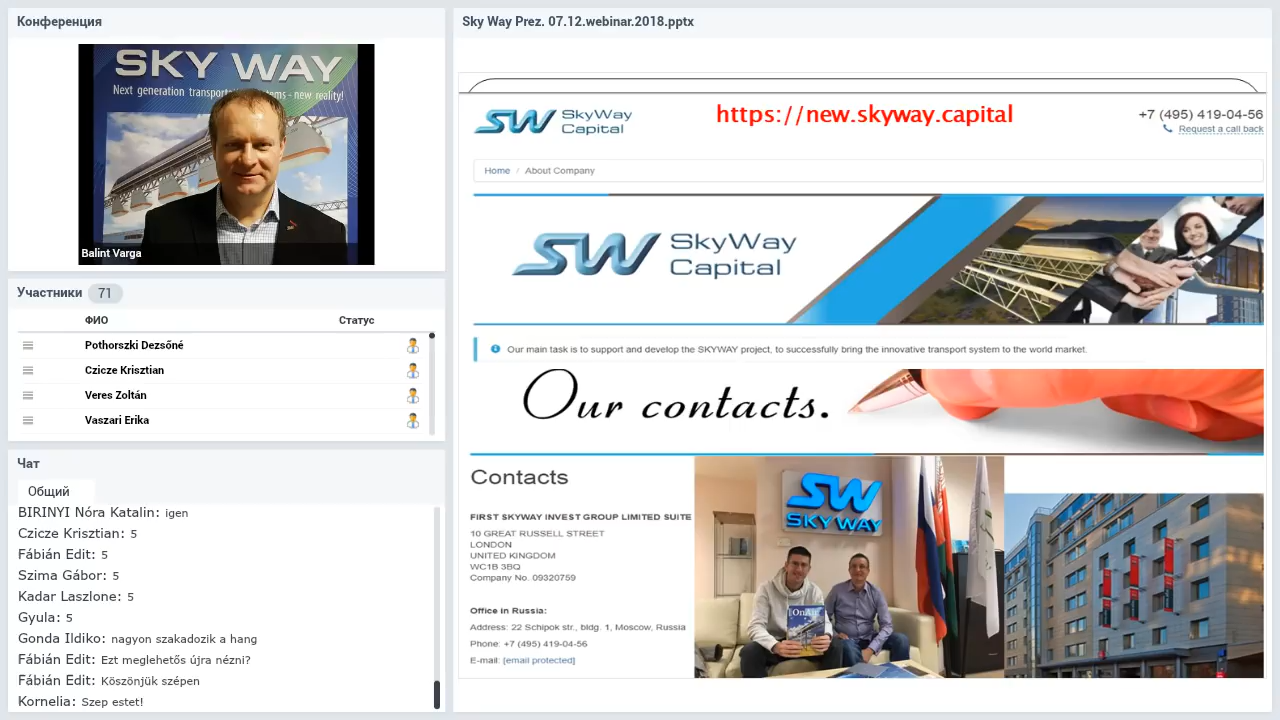 Конференция
SKY WAY
Next generation transporta ems - new reality!
Balint Varga
Участники 71
ФИО Статус
Pothorszki Dezsőné
Czicze Krisztian
Veres Zoltán
Vaszari Erika
Чат
Общий
BIRINYI Nóra Katalin: igen
Czicze Krisztian: 5
Fábián Edit: 5
Szima Gábor: 5
Kadar Laszlone: 5
Gyula: 5
Gonda Ildiko: nagyon szakadozik a hang
Fábián Edit: Ezt meglehetős újra nézni?
Fábián Edit: Köszönjük szépen
Kornelia: Szep estet!
Sky Way Prez. 07.12.webinar.2018.pptx
SW SkyWay Capital
https://new.skyway.capital
+7 (495) 419-04-56
Request a call back
Home / About Company
SW SkyWay Capital
Our main task is to support and develop the SKYWAY project, to successfully bring the innovative transport system to the world market.
Our contacts.
Contacts
FIRST SKYWAY INVEST GROUP LIMITED SUITE
10 GREAT RUSSELL STREET
LONDON
UNITED KINGDOM
WC1B 3BQ
Company No. 09320759
Office in Russia:
Address: 22 Schipok str., bldg. 1, Moscow, Russia
Phone: +7 (495) 419-04-56
E-mail: [email protected]
SW
SKYWAY
OnAir